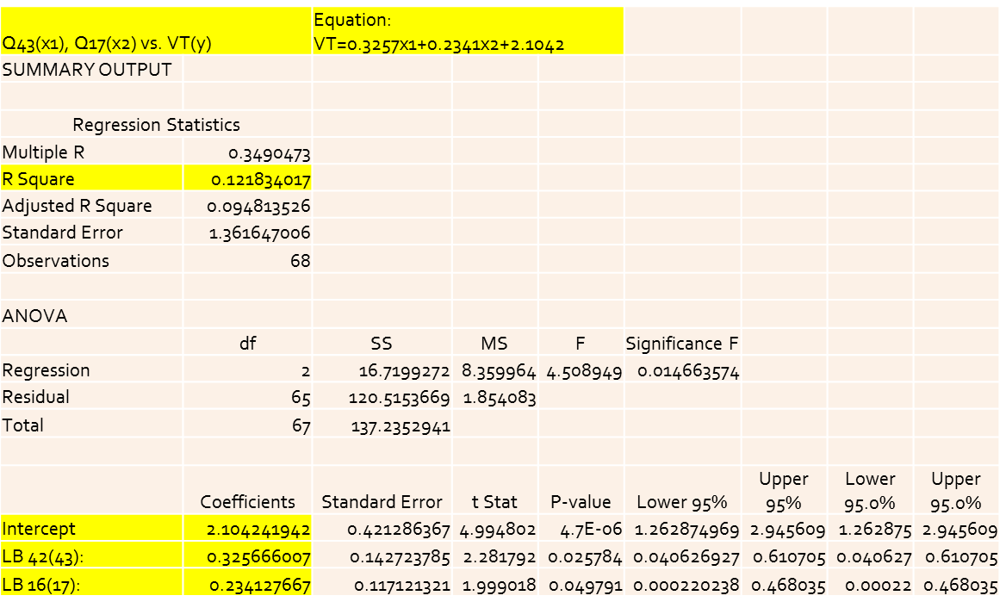 Equation:
Q43(x1), Q17(x2) vs. VT(y) VT=0.3257x1+0.2341x2+2.1042
SUMMARY OUTPUT
Regression Statistics
Multiple R 0.3490473
R Square 0.121834017
Adjusted R Square 0.094813526
Standard Error 1.361647006
Observations 68
ANOVA
df SS MS F Significance F
Regression 2 16.7199272 8.359964 4.508949 0.014663574
Residual 65 120.5153669 1.854083
Total 67 137.2352941
Upper Lower Upper
Coefficients Standard Error t Stat P-value Lower 95% 95% 95.0% 95.0%
Intercept 2.104241942 0.421286367 4.994802 4.7E-06 1.262874969 2.945609 1.262875 2.945609
LB 42(43): 0.325666007 0.142723785 2.281792 0.025784 0.040626927 0.610705 0.040627 0.610705
LB 16(17): 0.234127667 0.117121321 1.999018 0.049791 0.000220238 0.468035 0.00022 0.468035